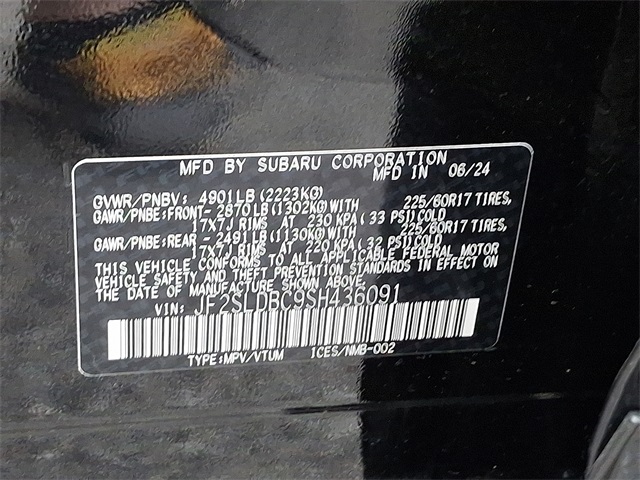 MFD BY SUBARU CORPORATION
MFD IN 06/24
GVWR/PNBV: 4901LB (2223KG)
GAWR/PNBE: FRONT- 2870LB (1302KG) WITH 225/60R17 TIRES,
17X7J RIMS AT 230 KPA (33 PSI) COLD
GAWR/PNBE: REAR - 2491LB (1130KG) WITH 225/60R17 TIRES,
17X7J RIMS AT 220 KPA (32 PSI) COLD
THIS VEHICLE CONFORMS TO ALL APPLICABLE FEDERAL MOTOR
VEHICLE SAFETY AND THEFT PREVENTION STANDARDS IN EFFECT ON
THE DATE OF MANUFACTURE SHOWN ABOVE.
VIN: JF2SLDBC9SH436091
TYPE:MPV/VTUM ICES/NMB-002